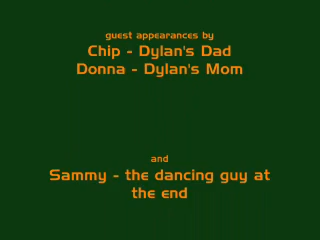 guest appearances by
Chip - Dylan's Dad
Donna - Dylan's Mom
and
Sammy - the dancing guy at
the end